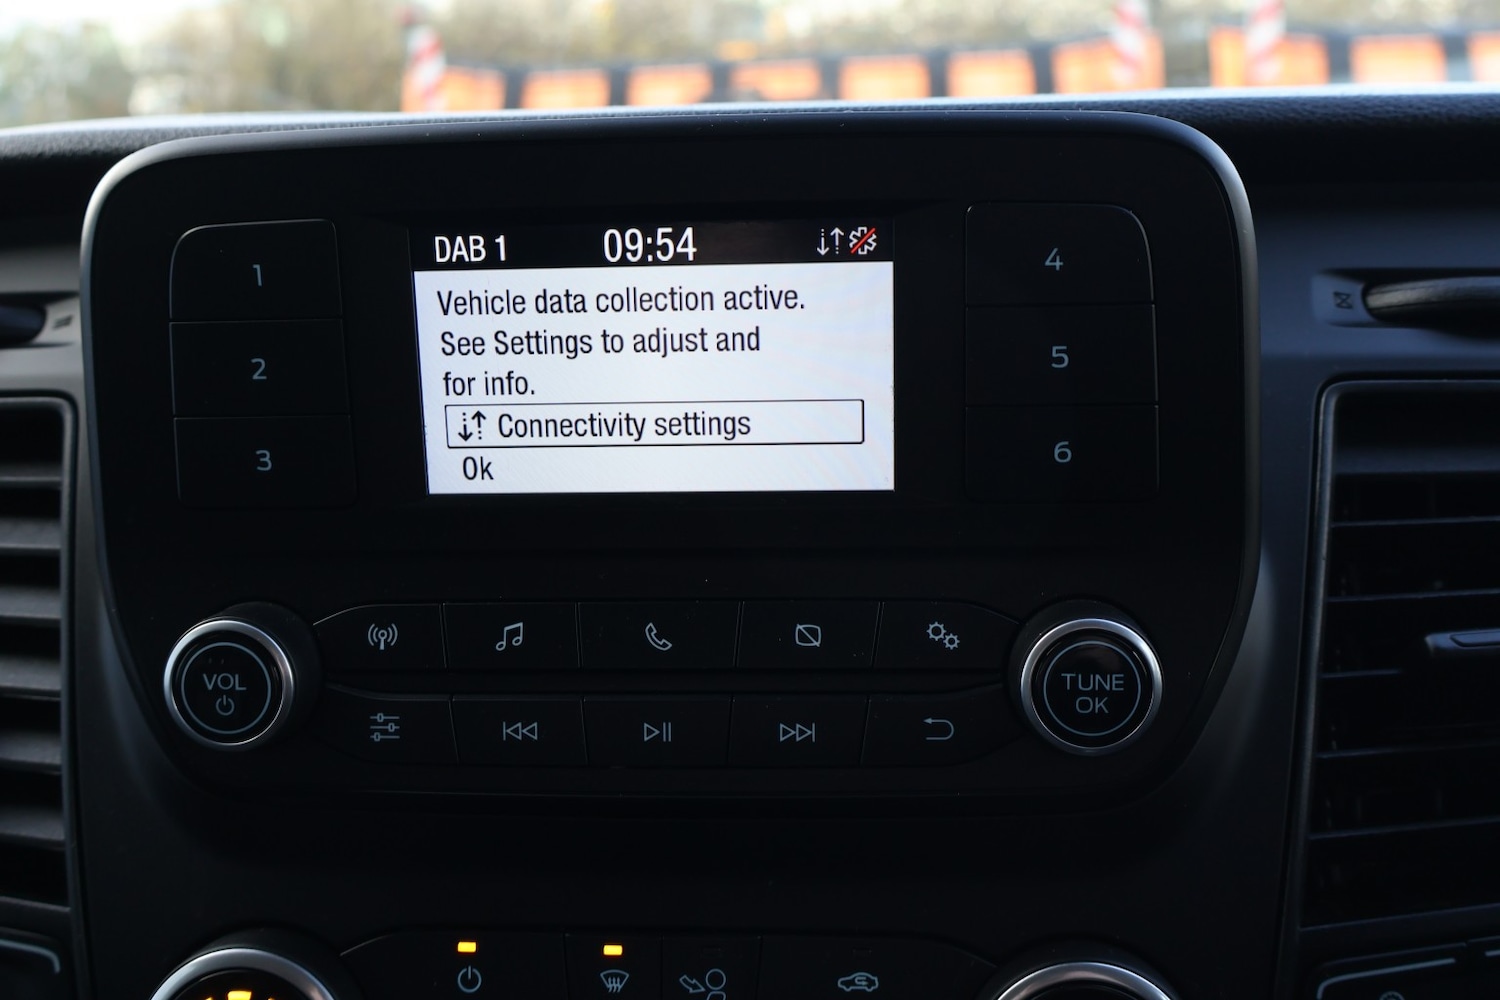 DAB 1 09:54
Vehicle data collection active.
See Settings to adjust and
for info.
Connectivity settings
Ok
1
2
3
4
5
6
VOL
TUNE
OK